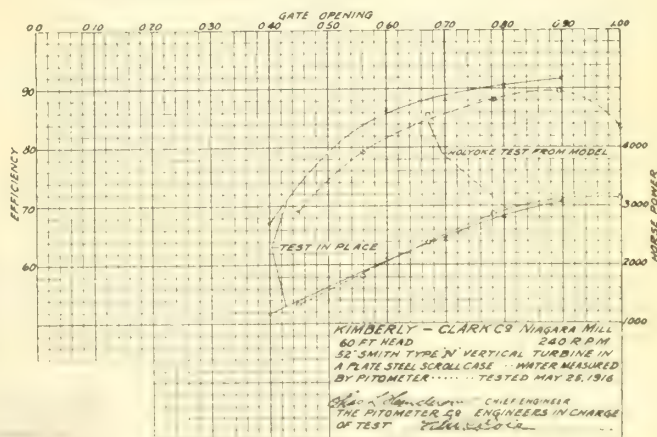 GATE OPENING
0.0 0.10 0.20 0.30 0.40 0.50 0.60 0.70 0.80 0.90 1.00
90
80
70
60
EFFICIENCY
3000
2000
1000
HORSE POWER
HOLYOKE TEST FROM MODEL
TEST IN PLACE
KIMBERLY - CLARK CO NIAGARA MILL
60 FT HEAD 240 R P M
52" SMITH TYPE 'N' VERTICAL TURBINE IN
A PLATE STEEL SCROLL CASE ·· WATER MEASURED
BY PITOMETER ····· TESTED MAY 25, 1916
CHIEF ENGINEER
THE PITOMETER CO ENGINEERS IN CHARGE
OF TEST